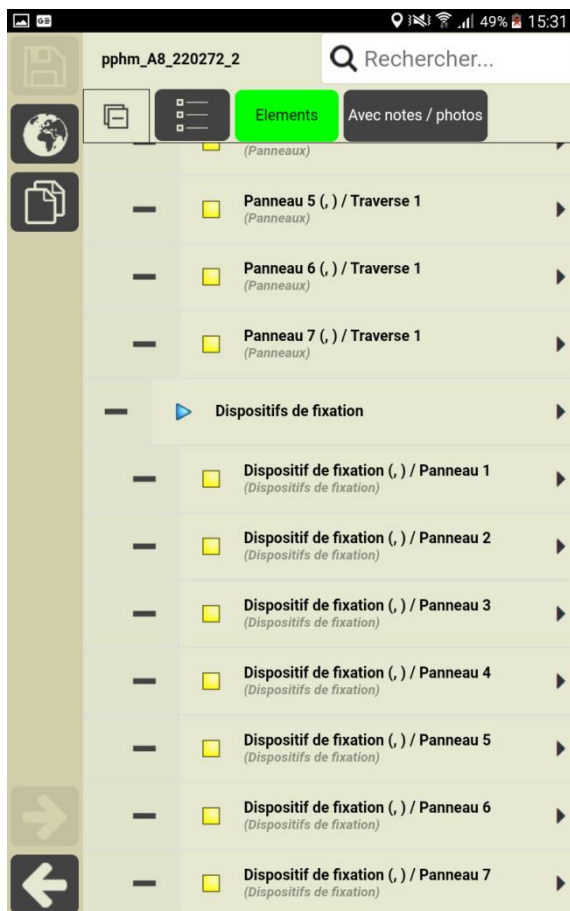 GE
49%
15:31
pphm_A8_220272_2
Rechercher...
Elements
Avec notes / photos
(Panneaux)
Panneau 5 (, ) / Traverse 1
(Panneaux)
Panneau 6 (, ) / Traverse 1
(Panneaux)
Panneau 7 (, ) / Traverse 1
(Panneaux)
Dispositifs de fixation
Dispositif de fixation (, ) / Panneau 1
(Dispositifs de fixation)
Dispositif de fixation (, ) / Panneau 2
(Dispositifs de fixation)
Dispositif de fixation (, ) / Panneau 3
(Dispositifs de fixation)
Dispositif de fixation (, ) / Panneau 4
(Dispositifs de fixation)
Dispositif de fixation (, ) / Panneau 5
(Dispositifs de fixation)
Dispositif de fixation (, ) / Panneau 6
(Dispositifs de fixation)
Dispositif de fixation (, ) / Panneau 7
(Dispositifs de fixation)